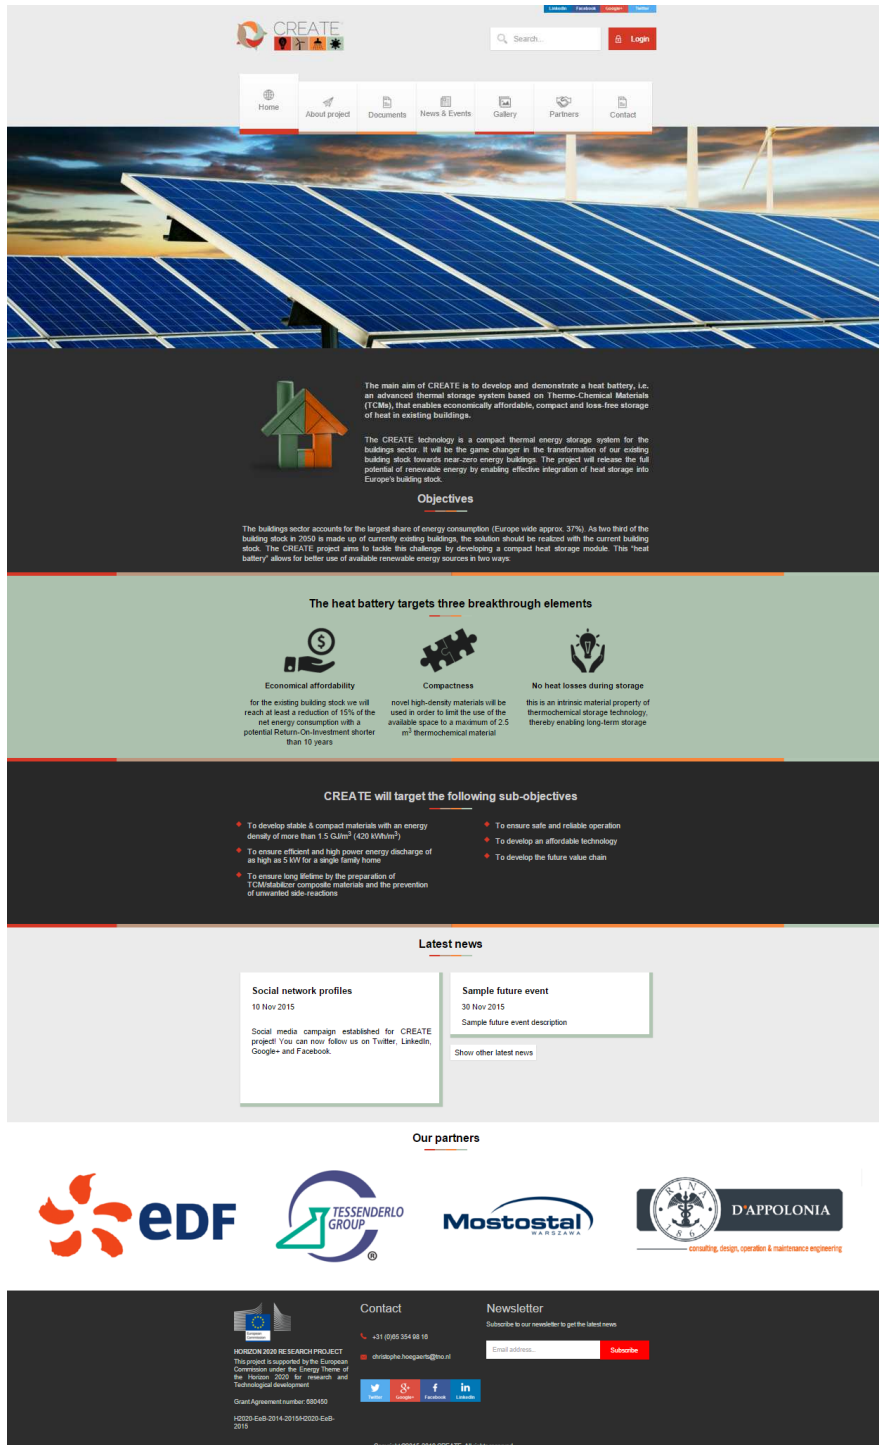 LinkedIn Facebook Google+ Twitter
CREATE
Search...
Login
Home
About project
Documents
News & Events
Gallery
Partners
Contact
The main aim of CREATE is to develop and demonstrate a heat battery, i.e.
an advanced thermal storage system based on Thermo-Chemical Materials
(TCMs), that enables economically affordable, compact and loss-free storage
of heat in existing buildings.
The CREATE technology is a compact thermal energy storage system for the
buildings sector. It will be the game changer in the transformation of our existing
building stock towards near-zero energy buildings. The project will release the full
potential of renewable energy by enabling effective integration of heat storage into
Europe's building stock.
Objectives
The buildings sector accounts for the largest share of energy consumption (Europe wide approx. 37%). As two third of the
building stock in 2050 is made up of currently existing buildings, the solution should be realized with the current building
stock. The CREATE project aims to tackle this challenge by developing a compact heat storage module. This "heat
battery" allows for better use of available renewable energy sources in two ways:
The heat battery targets three breakthrough elements
Economical affordability
for the existing building stock we will
reach at least a reduction of 15% of the
net energy consumption with a
potential Return-On-Investment shorter
than 10 years
Compactness
novel high-density materials will be
used in order to limit the use of the
available space to a maximum of 2.5
m³ thermochemical material
No heat losses during storage
this is an intrinsic material property of
thermochemical storage technology,
thereby enabling long-term storage
CREATE will target the following sub-objectives
To develop stable & compact materials with an energy
density of more than 1.5 GJ/m³ (420 kWh/m³)
To ensure efficient and high power energy discharge of
as high as 5 kW for a single family home
To ensure long lifetime by the preparation of
TCM/stabilizer composite materials and the prevention
of unwanted side-reactions
To ensure safe and reliable operation
To develop an affordable technology
To develop the future value chain
Latest news
Social network profiles
10 Nov 2015
Social media campaign established for CREATE
project! You can now follow us on Twitter, LinkedIn,
Google+ and Facebook.
Sample future event
30 Nov 2015
Sample future event description
Show other latest news
Our partners
eDF
TESSENDERLO
GROUP
®
Mostostal
WARSZAWA
RINA
1861
D'APPOLONIA
consulting, design, operation & maintenance engineering
European
Commission
HORIZON 2020 RESEARCH PROJECT
This project is supported by the European
Commission under the Energy Theme of
the Horizon 2020 for research and
Technological development
Grant Agreement number: 680450
H2020-EeB-2014-2015/H2020-EeB-
2015
Contact
+31 (0)65 354 98 16
christophe.hoegaerts@tno.nl
Twitter
Google+
Facebook
LinkedIn
Newsletter
Subscribe to our newsletter to get the latest news
Email address...
Subscribe